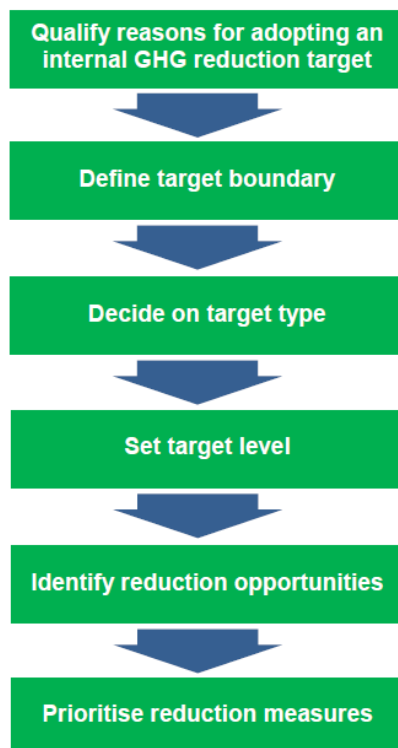 Qualify reasons for adopting an
internal GHG reduction target
Define target boundary
Decide on target type
Set target level
Identify reduction opportunities
Prioritise reduction measures